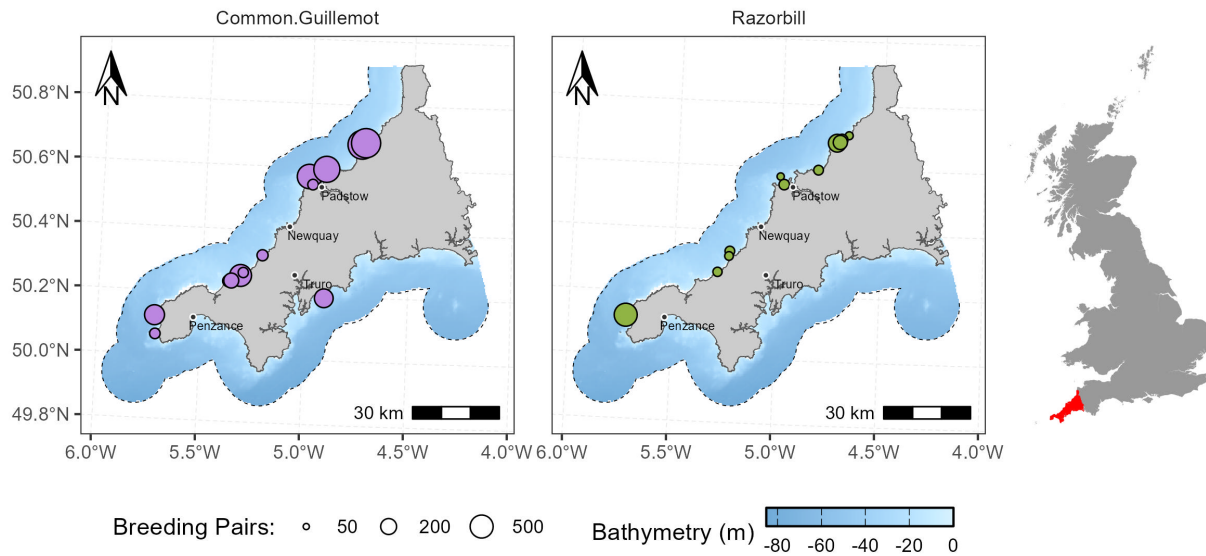 Common.Guillemot
Razorbill
N
N
50.8°N
50.6°N
50.4°N
50.2°N
50.0°N
49.8°N
Padstow
Newquay
Truro
Penzance
30 km
Padstow
Newquay
Truro
Penzance
30 km
6.0°W 5.5°W 5.0°W 4.5°W 4.0°W
6.0°W 5.5°W 5.0°W 4.5°W 4.0°W
Breeding Pairs: 50 200 500
Bathymetry (m)
-80 -60 -40 -20 0